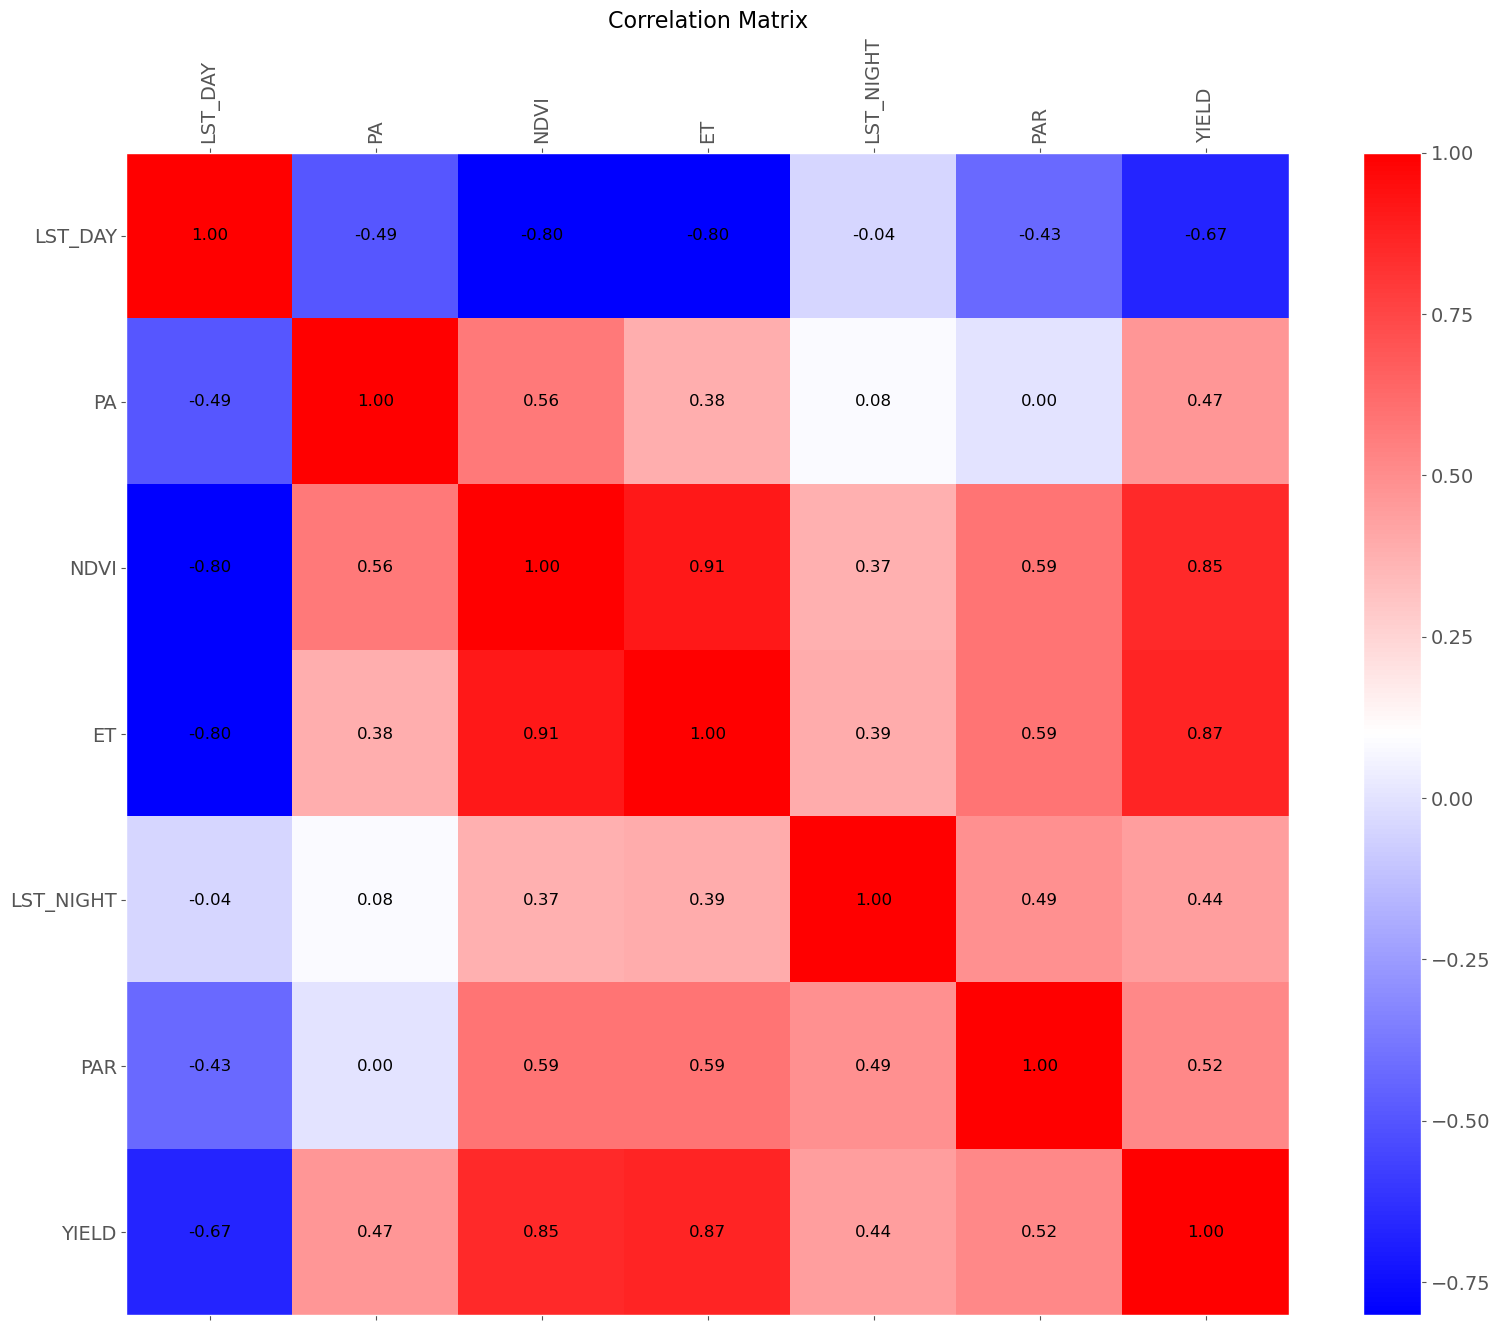 Correlation Matrix
LST_DAY PA NDVI ET LST_NIGHT PAR YIELD
LST_DAY 1.00 -0.49 -0.80 -0.80 -0.04 -0.43 -0.67
PA -0.49 1.00 0.56 0.38 0.08 0.00 0.47
NDVI -0.80 0.56 1.00 0.91 0.37 0.59 0.85
ET -0.80 0.38 0.91 1.00 0.39 0.59 0.87
LST_NIGHT -0.04 0.08 0.37 0.39 1.00 0.49 0.44
PAR -0.43 0.00 0.59 0.59 0.49 1.00 0.52
YIELD -0.67 0.47 0.85 0.87 0.44 0.52 1.00
1.00
0.75
0.50
0.25
0.00
−0.25
−0.50
−0.75